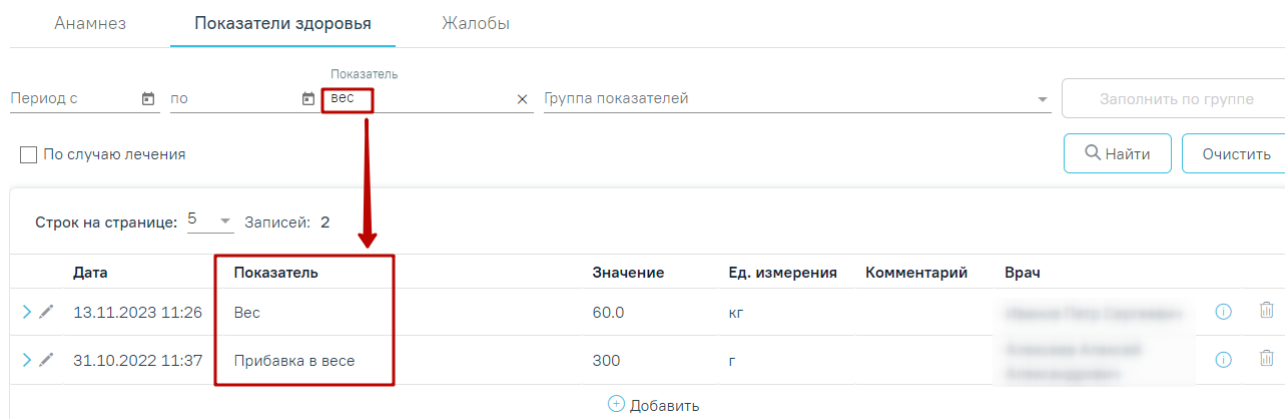 Анамнез Показатели здоровья Жалобы
Показатель
Период с по вес Группа показателей Заполнить по группе
По случаю лечения Найти Очистить
Строк на странице: 5 Записей: 2
Дата Показатель Значение Ед. измерения Комментарий Врач
13.11.2023 11:26 Вес 60.0 кг
31.10.2022 11:37 Прибавка в весе 300 г
Добавить